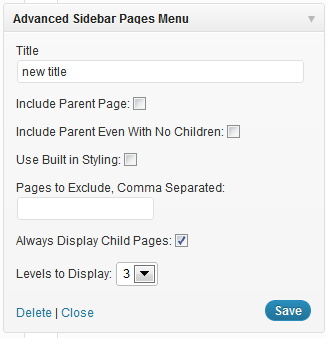 Advanced Sidebar Pages Menu
Title
new title
Include Parent Page:
Include Parent Even With No Children:
Use Built in Styling:
Pages to Exclude, Comma Separated:
Always Display Child Pages:
Levels to Display: 3
Delete | Close Save